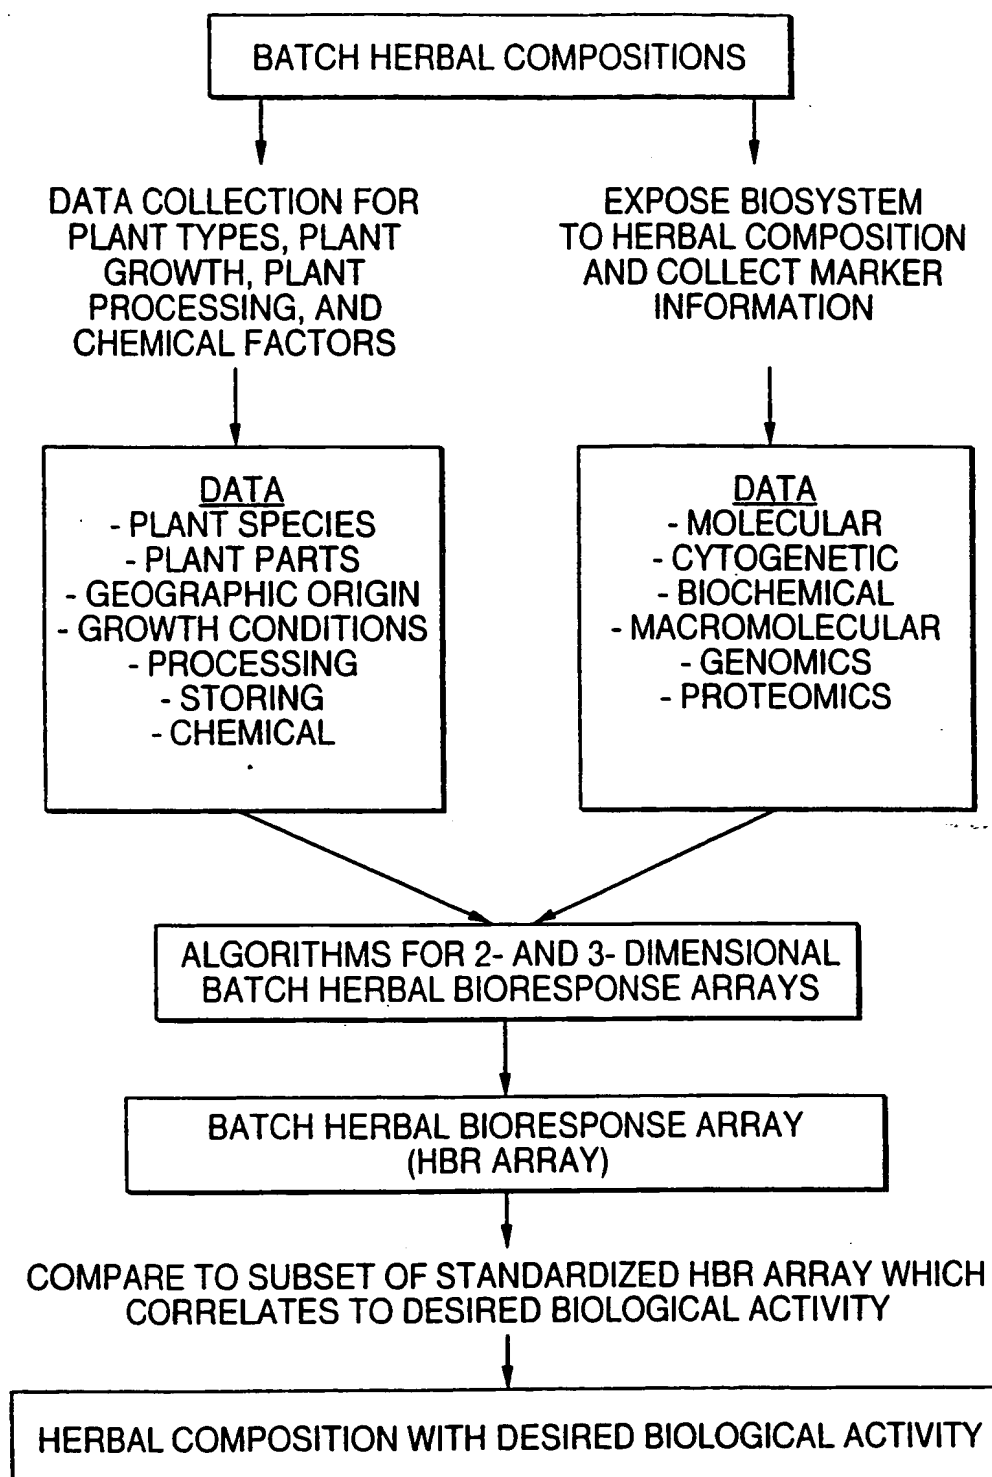 BATCH HERBAL COMPOSITIONS
DATA COLLECTION FOR
PLANT TYPES, PLANT
GROWTH, PLANT
PROCESSING, AND
CHEMICAL FACTORS
EXPOSE BIOSYSTEM
TO HERBAL COMPOSITION
AND COLLECT MARKER
INFORMATION
DATA
- PLANT SPECIES
- PLANT PARTS
- GEOGRAPHIC ORIGIN
- GROWTH CONDITIONS
- PROCESSING
- STORING
- CHEMICAL
DATA
- MOLECULAR
- CYTOGENETIC
- BIOCHEMICAL
- MACROMOLECULAR
- GENOMICS
- PROTEOMICS
ALGORITHMS FOR 2- AND 3- DIMENSIONAL
BATCH HERBAL BIORESPONSE ARRAYS
BATCH HERBAL BIORESPONSE ARRAY
(HBR ARRAY)
COMPARE TO SUBSET OF STANDARDIZED HBR ARRAY WHICH
CORRELATES TO DESIRED BIOLOGICAL ACTIVITY
HERBAL COMPOSITION WITH DESIRED BIOLOGICAL ACTIVITY